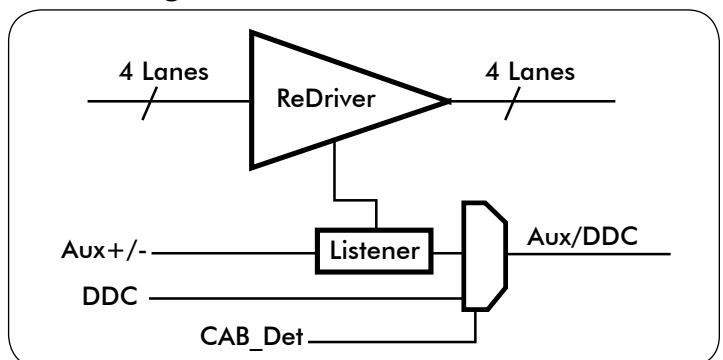 4 Lanes
ReDriver
4 Lanes
Aux+/-
Listener
Aux/DDC
DDC
CAB_Det